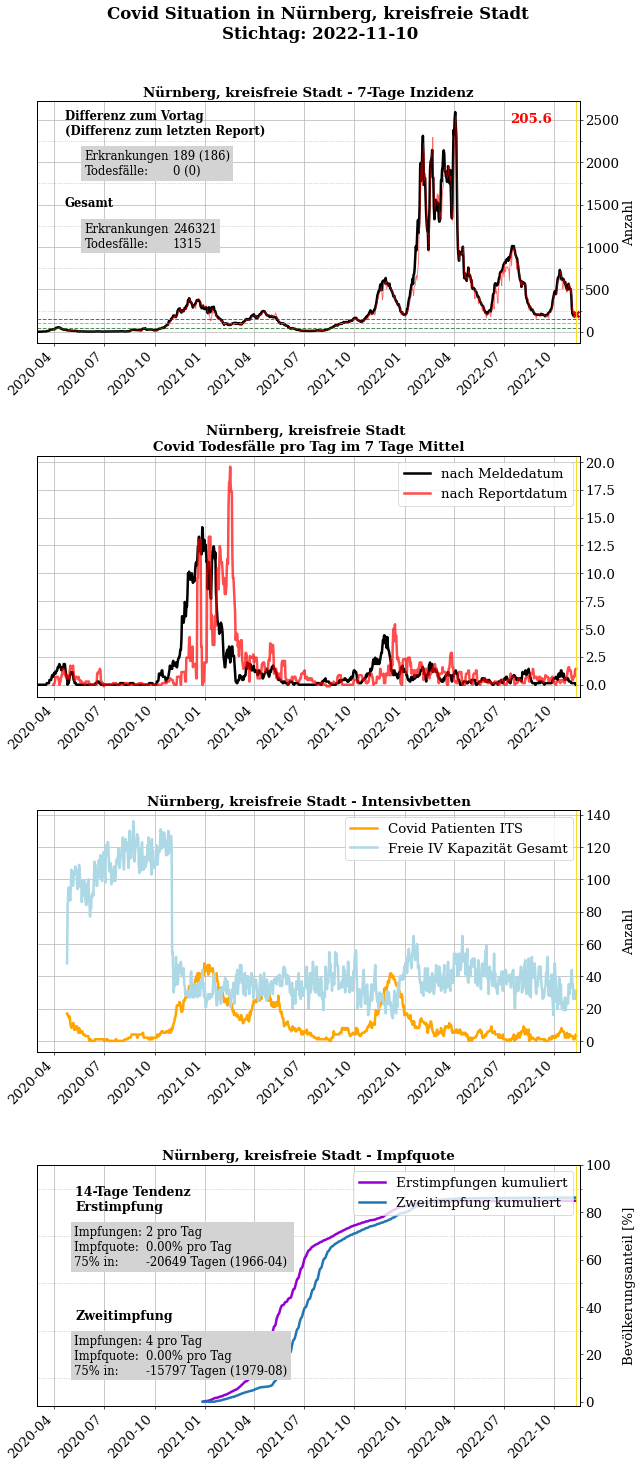 Covid Situation in Nürnberg, kreisfreie Stadt
Stichtag: 2022-11-10
Nürnberg, kreisfreie Stadt - 7-Tage Inzidenz
Differenz zum Vortag
(Differenz zum letzten Report)
Erkrankungen 189 (186)
Todesfälle: 0 (0)
Gesamt
Erkrankungen 246321
Todesfälle: 1315
205.6
2500
2000
1500
1000
500
0
Anzahl
2020-04 2020-07 2020-10 2021-01 2021-04 2021-07 2021-10 2022-01 2022-04 2022-07 2022-10
Nürnberg, kreisfreie Stadt
Covid Todesfälle pro Tag im 7 Tage Mittel
nach Meldedatum
nach Reportdatum
20.0
17.5
15.0
12.5
10.0
7.5
5.0
2.5
0.0
2020-04 2020-07 2020-10 2021-01 2021-04 2021-07 2021-10 2022-01 2022-04 2022-07 2022-10
Nürnberg, kreisfreie Stadt - Intensivbetten
Covid Patienten ITS
Freie IV Kapazität Gesamt
140
120
100
80
60
40
20
0
Anzahl
2020-04 2020-07 2020-10 2021-01 2021-04 2021-07 2021-10 2022-01 2022-04 2022-07 2022-10
Nürnberg, kreisfreie Stadt - Impfquote
14-Tage Tendenz
Erstimpfung
Impfungen: 2 pro Tag
Impfquote: 0.00% pro Tag
75% in: -20649 Tagen (1966-04)
Zweitimpfung
Impfungen: 4 pro Tag
Impfquote: 0.00% pro Tag
75% in: -15797 Tagen (1979-08)
Erstimpfungen kumuliert
Zweitimpfung kumuliert
100
80
60
40
20
0
Bevölkerungsanteil [%]
2020-04 2020-07 2020-10 2021-01 2021-04 2021-07 2021-10 2022-01 2022-04 2022-07 2022-10